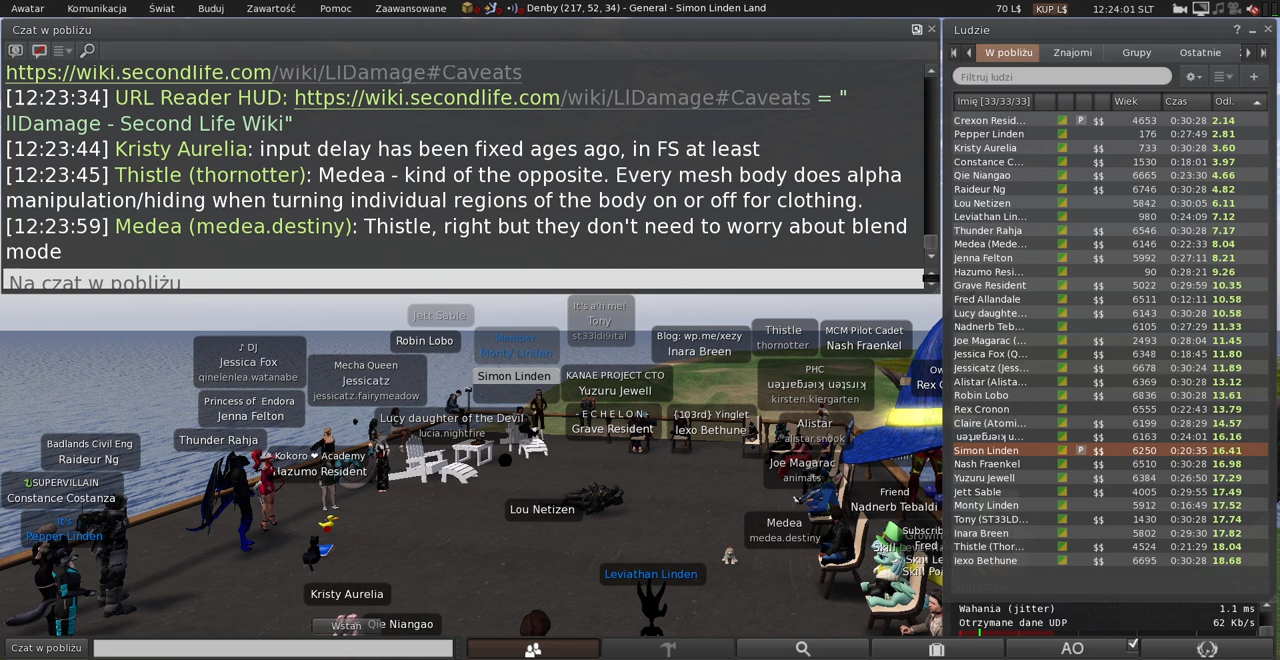 Awatar Komunikacja Świat Buduj Zawartość Pomoc Zaawansowane Denby (217, 52, 34) - General - Simon Linden Land 70 L$ KUP L$ 12:24:01 SLT
Czat w pobliżu
https://wiki.secondlife.com/wiki/LlDamage#Caveats
[12:23:34] URL Reader HUD: https://wiki.secondlife.com/wiki/LlDamage#Caveats = "
llDamage - Second Life Wiki"
[12:23:44] Kristy Aurelia: input delay has been fixed ages ago, in FS at least
[12:23:45] Thistle (thornotter): Medea - kind of the opposite. Every mesh body does alpha
manipulation/hiding when turning individual regions of the body on or off for clothing.
[12:23:59] Medea (medea.destiny): Thistle, right but they don't need to worry about blend
mode
Na czat w pobliżu
It's a'h me!
Tony
st33ldi9ital
Jett Sable
Robin Lobo
Member
Monty Linden
Simon Linden
Blog: wp.me/xezy
Inara Breen
Thistle
thornotter
MCM Pilot Cadet
Nash Fraenkel
♪ DJ
Jessica Fox
qinelenlea.watanabe
Mecha Queen
Jessicatz
jessicatz.fairymeadow
KANAE PROJECT CTO
Yuzuru Jewell
PHC
kirsten.kiergarten
Rex C
Princess of Endora
Jenna Felton
Lucy daughter of the Devil
lucia.nightfire
- E C H E L O N -
Grave Resident
{103rd} Yinglet
Iexo Bethune
Alistar
alistar.snook
Thunder Rahja
Badlands Civil Eng
Raideur Ng
Kokoro ❤ Academy
Hazumo Resident
Joe Magarac
animats
SUPERVILLAIN
Constance Costanza
Friend
Nadnerb Tebaldi
Lou Netizen
It's
Pepper Linden
Medea
medea.destiny
Subscrib
Fred
Skill Le
Skill Poi
Leviathan Linden
Kristy Aurelia
Wstań
Qie Niangao
Czat w pobliżu
AO
Ludzie
W pobliżu Znajomi Grupy Ostatnie
Filtruj ludzi
Imię [33/33/33] Wiek Czas Odl.
Crexon Resid... P $$ 4653 0:30:28 2.14
Pepper Linden 176 0:27:49 2.81
Kristy Aurelia $$ 733 0:30:28 3.60
Constance C... $$ 1530 0:18:01 3.97
Qie Niangao $$ 6665 0:23:30 4.66
Raideur Ng $$ 6746 0:30:28 4.82
Lou Netizen 5842 0:30:05 6.11
Leviathan Lin... 980 0:24:09 7.12
Thunder Rahja $$ 6546 0:30:28 7.17
Medea (Mede... $$ 6146 0:22:33 8.04
Jenna Felton $$ 5992 0:27:11 8.21
Hazumo Resi... 90 0:28:21 9.26
Grave Resident $$ 5022 0:29:59 10.35
Fred Allandale $$ 6511 0:12:11 10.58
Lucy daughte... $$ 6143 0:30:28 10.58
Nadnerb Teb... 6105 0:27:29 11.33
Joe Magarac (... $$ 2493 0:28:04 11.45
Jessica Fox (Q... $$ 6348 0:18:45 11.80
Jessicatz (Jess... $$ 6678 0:30:24 11.89
Alistar (Alista... $$ 6369 0:30:28 13.12
Robin Lobo $$ 6836 0:30:28 13.61
Rex Cronon 6555 0:22:43 13.79
Claire (Atomi... $$ 6199 0:28:29 14.57
$$ 6163 0:24:01 16.16
Simon Linden P $$ 6250 0:20:35 16.41
Nash Fraenkel $$ 6510 0:30:28 16.98
Yuzuru Jewell $$ 6384 0:26:50 17.29
Jett Sable $$ 4005 0:29:55 17.49
Monty Linden 5912 0:16:49 17.52
Tony (ST33LD... $$ 1430 0:30:28 17.74
Inara Breen 5802 0:29:30 17.82
Thistle (Thor... $$ 4524 0:21:29 18.04
Iexo Bethune $$ 6695 0:30:28 18.68
Wahania (jitter) 1.1 ms
Otrzymane dane UDP 62 Kb/s